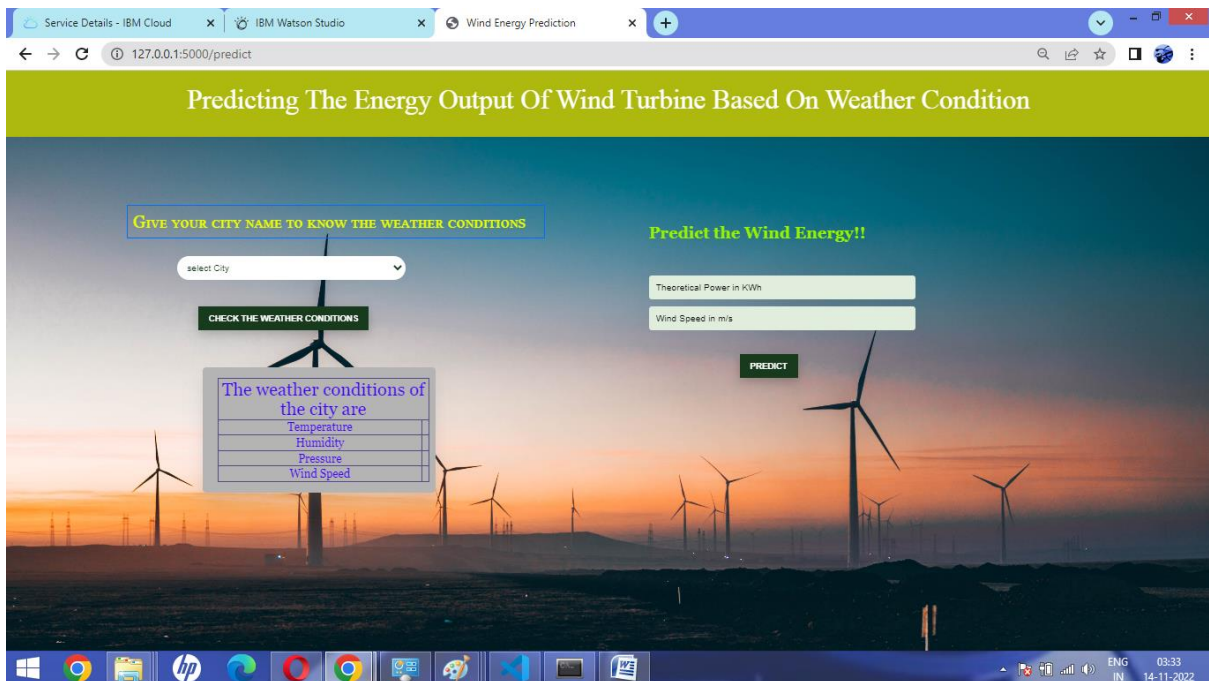 Service Details - IBM Cloud
IBM Watson Studio
Wind Energy Prediction
127.0.0.1:5000/predict
Predicting The Energy Output Of Wind Turbine Based On Weather Condition
Give your city name to know the weather conditions
select City
CHECK THE WEATHER CONDITIONS
The weather conditions of
the city are
Temperature
Humidity
Pressure
Wind Speed
Predict the Wind Energy!!
Theoretical Power in KWh
Wind Speed in m/s
PREDICT
hp
ENG
IN
03:33
14-11-2022